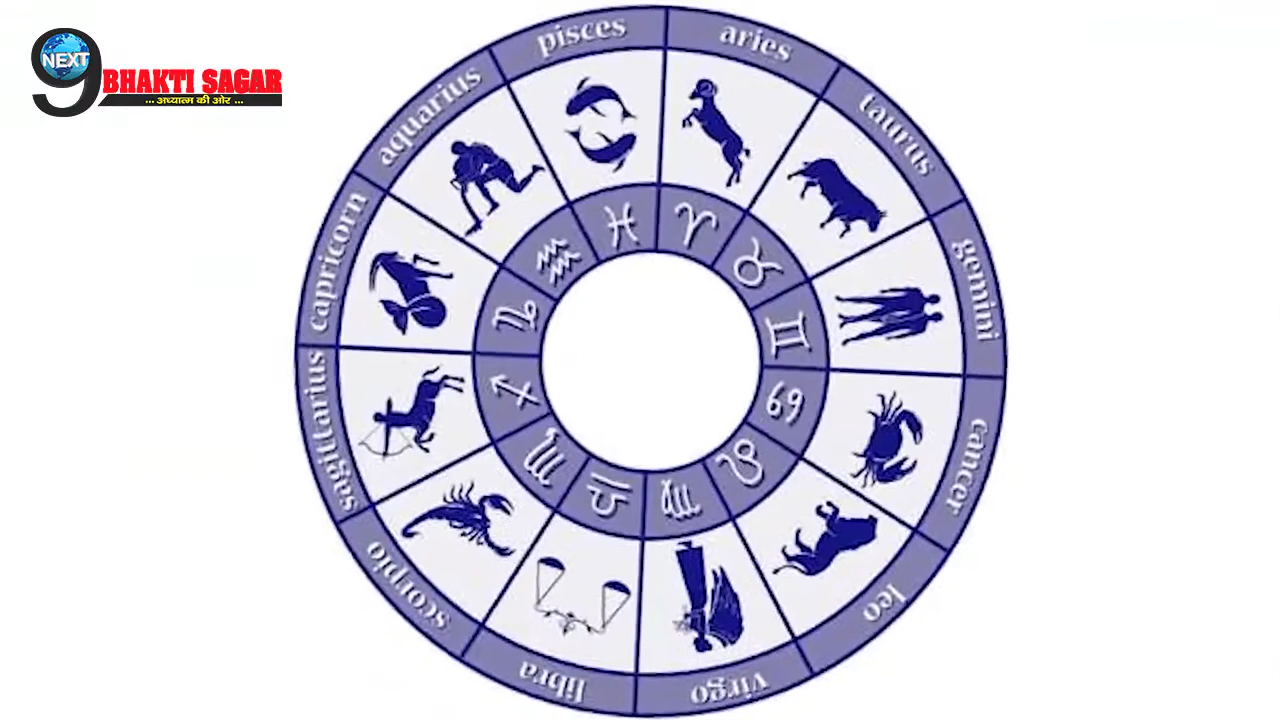 9
NEXT
BHAKTI SAGAR
... अध्यात्म की ओर ...
pisces
aries
taurus
gemini
cancer
leo
virgo
libra
scorpio
sagittarius
capricorn
aquarius